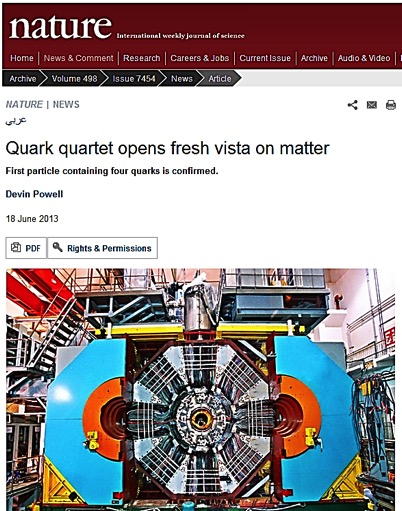 nature International weekly journal of science
Home News & Comment Research Careers & Jobs Current Issue Archive Audio & Video
Archive Volume 498 Issue 7454 News Article
NATURE | NEWS
عربي
Quark quartet opens fresh vista on matter
First particle containing four quarks is confirmed.
Devin Powell
18 June 2013
PDF Rights & Permissions